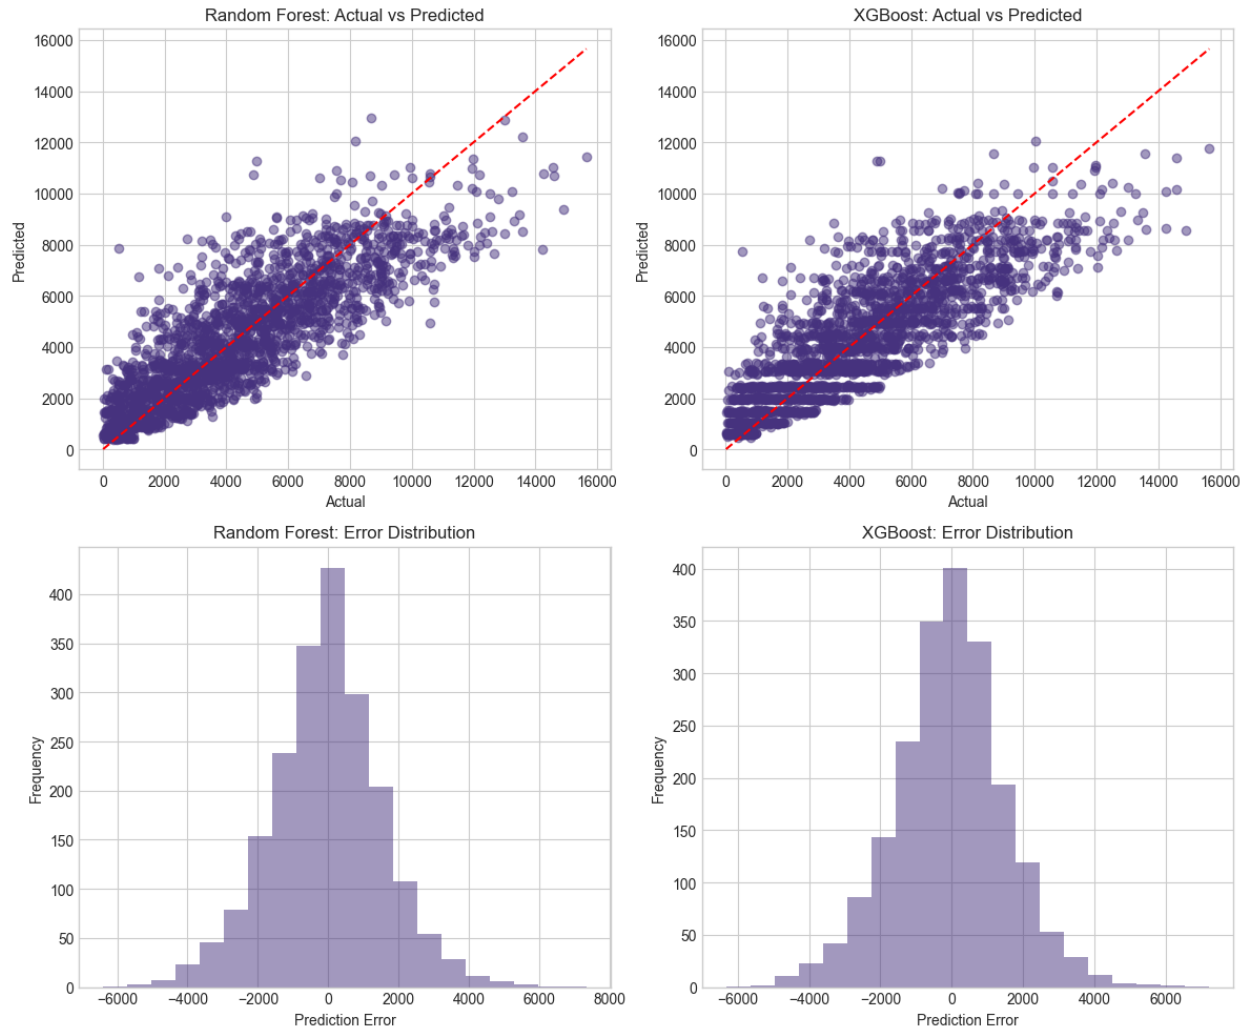 Random Forest: Actual vs Predicted
16000
14000
12000
10000
8000
6000
4000
2000
0
Predicted
0 2000 4000 6000 8000 10000 12000 14000 16000
Actual
XGBoost: Actual vs Predicted
16000
14000
12000
10000
8000
6000
4000
2000
0
Predicted
0 2000 4000 6000 8000 10000 12000 14000 16000
Actual
Random Forest: Error Distribution
400
350
300
250
200
150
100
50
0
Frequency
−6000 −4000 −2000 0 2000 4000 6000 8000
Prediction Error
XGBoost: Error Distribution
400
350
300
250
200
150
100
50
0
Frequency
−6000 −4000 −2000 0 2000 4000 6000
Prediction Error